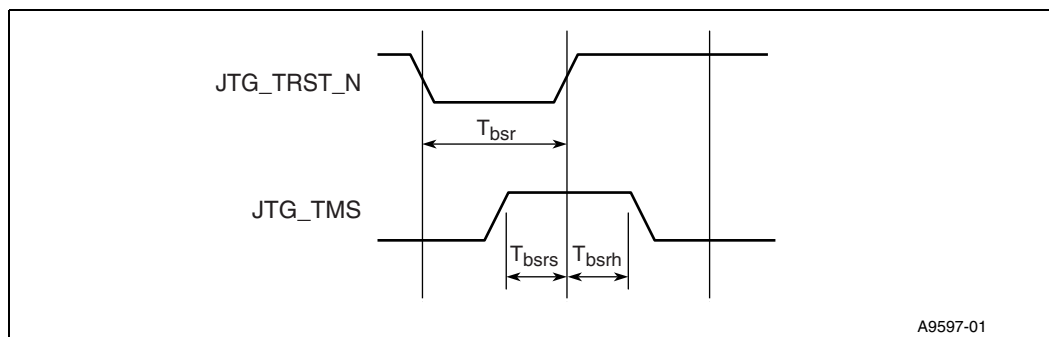 JTG_TRST_N
Tbsr
JTG_TMS
Tbsrs Tbsrh
A9597-01